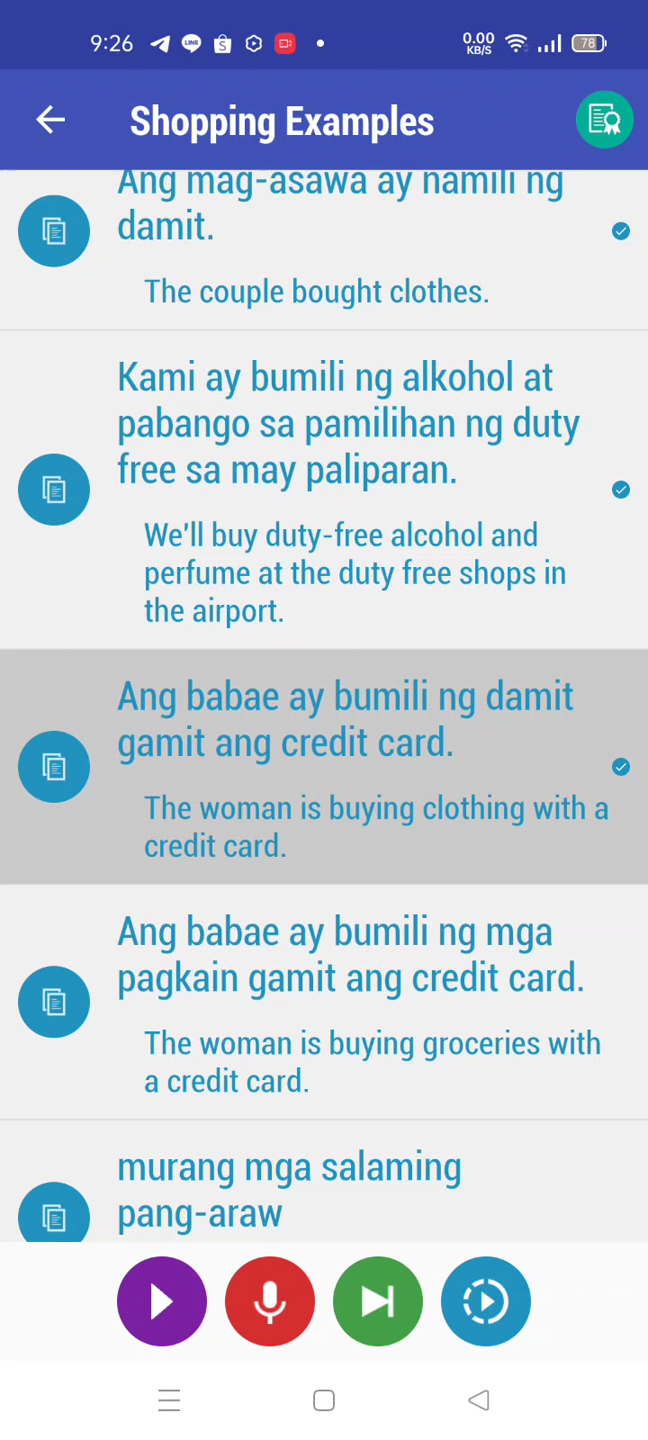 9:26
LINE
S
0.00
KB/S
78
Shopping Examples
Ang mag-asawa ay namili ng
damit.
The couple bought clothes.
Kami ay bumili ng alkohol at
pabango sa pamilihan ng duty
free sa may paliparan.
We'll buy duty-free alcohol and
perfume at the duty free shops in
the airport.
Ang babae ay bumili ng damit
gamit ang credit card.
The woman is buying clothing with a
credit card.
Ang babae ay bumili ng mga
pagkain gamit ang credit card.
The woman is buying groceries with
a credit card.
murang mga salaming
pang-araw